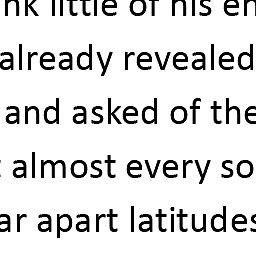 little of his
already revealed
and asked of the
almost every
apart latitudes